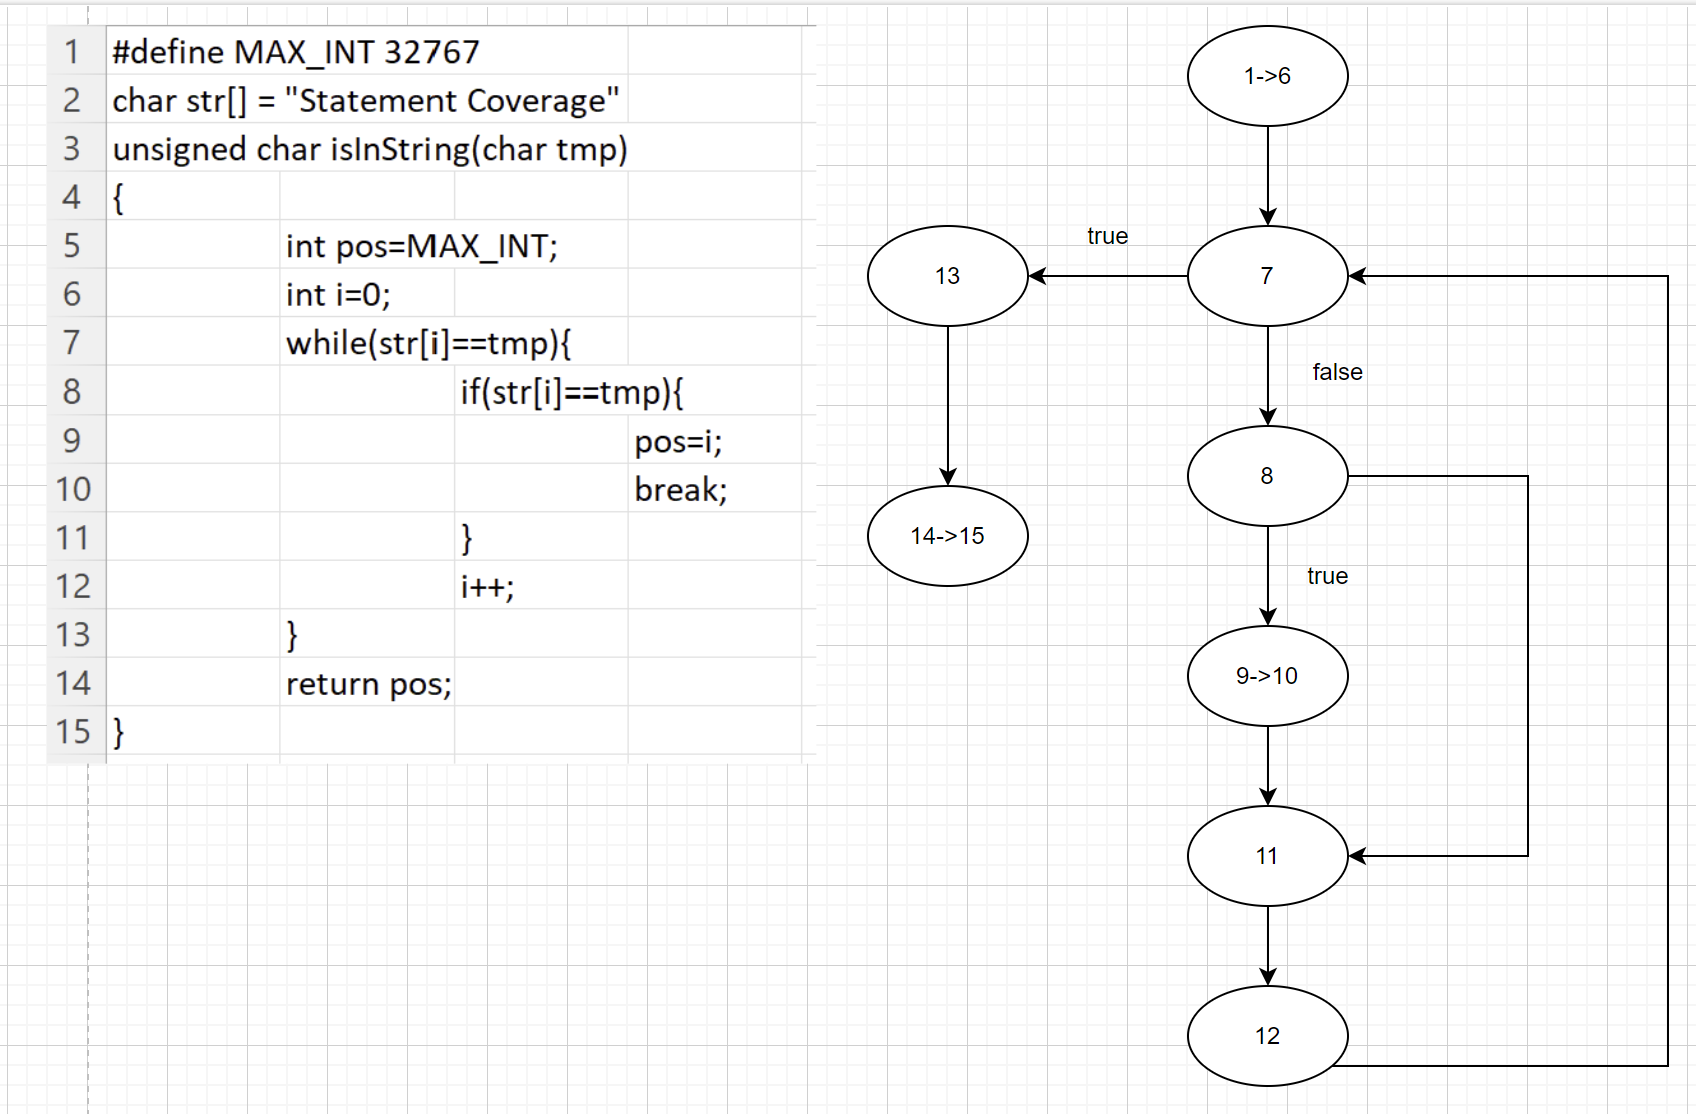 1 #define MAX_INT 32767
2 char str[] = "Statement Coverage"
3 unsigned char isInString(char tmp)
4 {
5 int pos=MAX_INT;
6 int i=0;
7 while(str[i]==tmp){
8 if(str[i]==tmp){
9 pos=i;
10 break;
11 }
12 i++;
13 }
14 return pos;
15 }
1->6
true
13
7
false
14->15
8
true
9->10
11
12